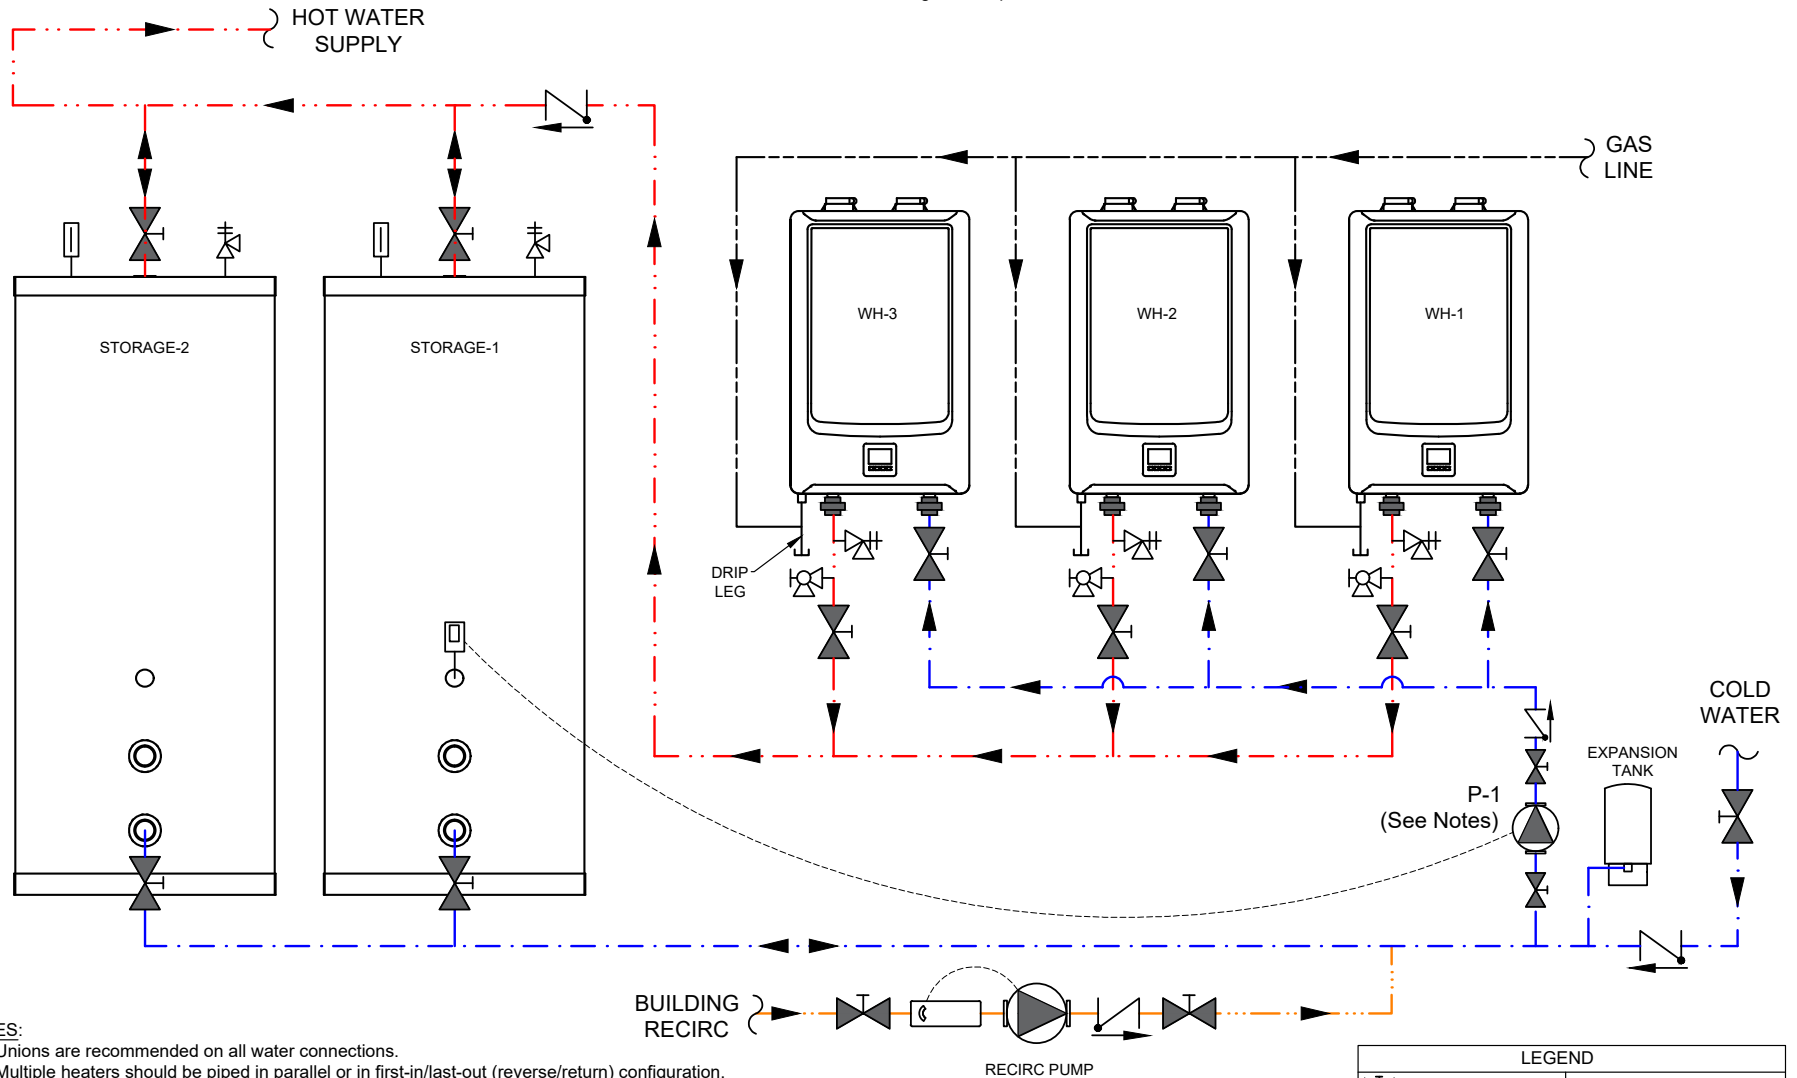 HOT WATER
SUPPLY
GAS
LINE
WH-3
WH-2
WH-1
STORAGE-2
STORAGE-1
DRIP
LEG
COLD
WATER
EXPANSION
TANK
P-1
(See Notes)
BUILDING
RECIRC
RECIRC PUMP
ES:
Unions are recommended on all water connections.
Multiple heaters should be piped in parallel or in first-in/last-out (reverse/return) configuration.
LEGEND